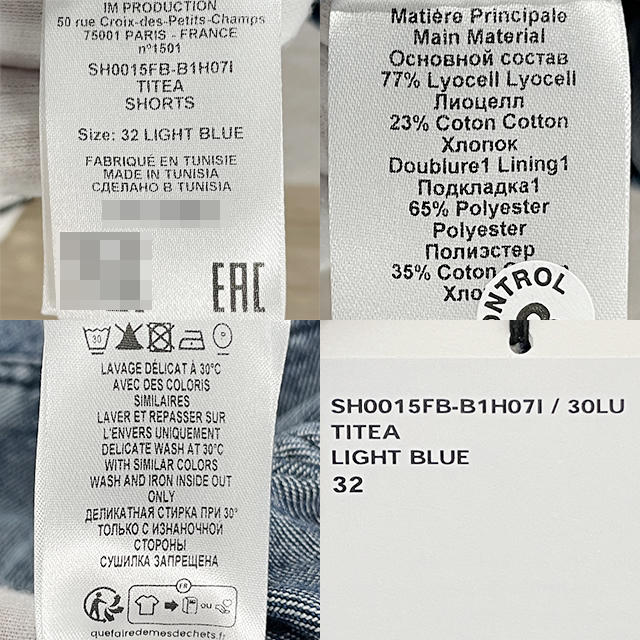 IM PRODUCTION
50 rue Croix-des-Petits-Champs
75001 PARIS - FRANCE
n°1501
SH0015FB-B1H07I
TITEA
SHORTS
Size: 32 LIGHT BLUE
FABRIQUÉ EN TUNISIE
MADE IN TUNISIA
СДЕЛАНО В TUNISIA
EAC
Matière Principale
Main Material
Основной состав
77% Lyocell Lyocell
Лиоцелл
23% Coton Cotton
Хлопок
Doublure1 Lining1
Подкладка1
65% Polyester
Polyester
Полиэстер
35% Coton
Хло
ONTROL
30
LAVAGE DÉLICAT À 30°C
AVEC DES COLORIS
SIMILAIRES
LAVER ET REPASSER SUR
L'ENVERS UNIQUEMENT
DELICATE WASH AT 30°C
WITH SIMILAR COLORS
WASH AND IRON INSIDE OUT
ONLY
ДЕЛИКАТНАЯ СТИРКА ПРИ 30°
ТОЛЬКО С ИЗНАНОЧНОЙ
СТОРОНЫ
СУШИЛКА ЗАПРЕЩЕНА
FR
OU
quefairedemesdechets.fr
SH0015FB-B1H07I / 30LU
TITEA
LIGHT BLUE
32